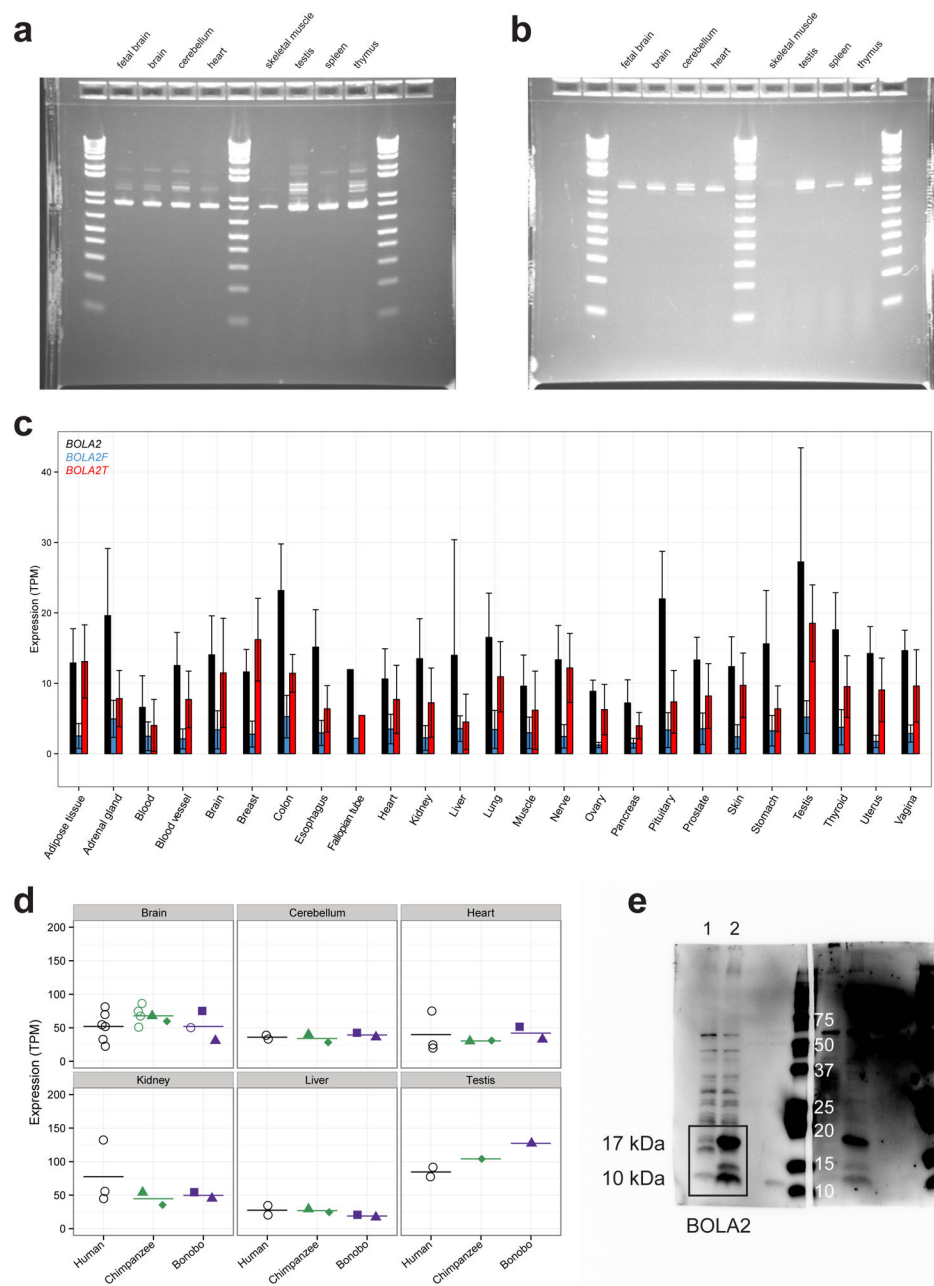 a
b
fetal brain
brain
cerebellum
heart
skeletal muscle
testis
spleen
thymus
fetal brain
brain
cerebellum
heart
skeletal muscle
testis
spleen
thymus
c
BOLA2
BOLA2F
BOLA2T
Expression (TPM)
40
30
20
10
0
Adipose tissue
Adrenal gland
Blood
Blood vessel
Brain
Breast
Colon
Esophagus
Fallopian tube
Heart
Kidney
Liver
Lung
Muscle
Nerve
Ovary
Pancreas
Pituitary
Prostate
Skin
Stomach
Testis
Thyroid
Uterus
Vagina
d
Brain
Cerebellum
Heart
200
150
100
50
0
Expression (TPM)
Kidney
Liver
Testis
200
150
100
50
0
Human
Chimpanzee
Bonobo
Human
Chimpanzee
Bonobo
Human
Chimpanzee
Bonobo
e
1 2
75
50
37
25
20
17 kDa
15
10 kDa
10
BOLA2